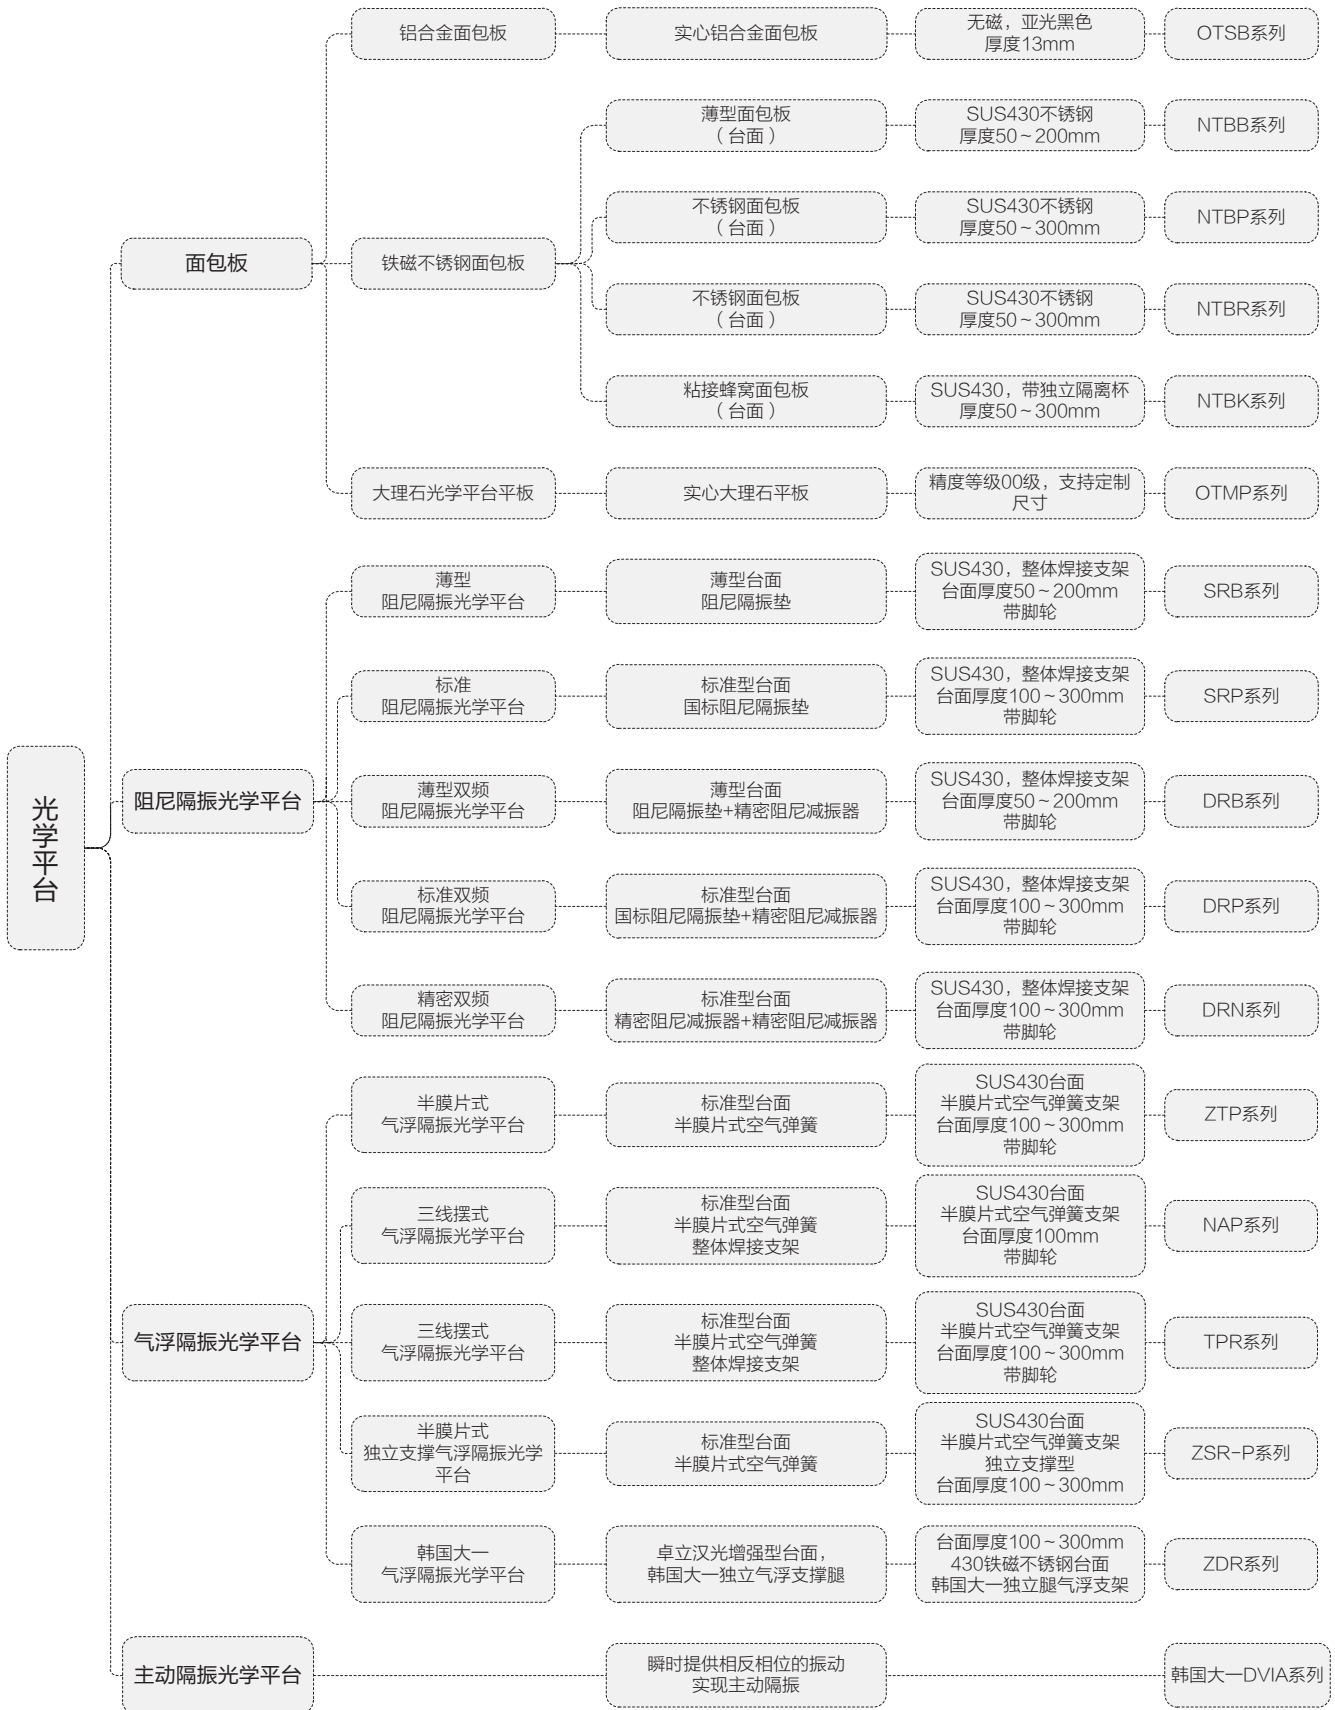 铝合金面包板
实心铝合金面包板
无磁，亚光黑色
厚度13mm
OTSB系列
薄型面包板
（台面）
SUS430不锈钢
厚度50~200mm
NTBB系列
不锈钢面包板
（台面）
SUS430不锈钢
厚度50~300mm
NTBP系列
面包板
铁磁不锈钢面包板
不锈钢面包板
（台面）
SUS430不锈钢
厚度50~300mm
NTBR系列
粘接蜂窝面包板
（台面）
SUS430，带独立隔离杯
厚度50~300mm
NTBK系列
大理石光学平台平板
实心大理石平板
精度等级00级，支持定制
尺寸
OTMP系列
薄型
阻尼隔振光学平台
薄型台面
阻尼隔振垫
SUS430，整体焊接支架
台面厚度50~200mm
带脚轮
SRB系列
标准
阻尼隔振光学平台
标准型台面
国标阻尼隔振垫
SUS430，整体焊接支架
台面厚度100~300mm
带脚轮
SRP系列
光学平台
阻尼隔振光学平台
薄型双频
阻尼隔振光学平台
薄型台面
阻尼隔振垫+精密阻尼减振器
SUS430，整体焊接支架
台面厚度50~200mm
带脚轮
DRB系列
标准双频
阻尼隔振光学平台
标准型台面
国标阻尼隔振垫+精密阻尼减振器
SUS430，整体焊接支架
台面厚度100~300mm
带脚轮
DRP系列
精密双频
阻尼隔振光学平台
标准型台面
精密阻尼减振器+精密阻尼减振器
SUS430，整体焊接支架
台面厚度100~300mm
带脚轮
DRN系列
半膜片式
气浮隔振光学平台
标准型台面
半膜片式空气弹簧
SUS430台面
半膜片式空气弹簧支架
台面厚度100~300mm
带脚轮
ZTP系列
三线摆式
气浮隔振光学平台
标准型台面
半膜片式空气弹簧
整体焊接支架
SUS430台面
半膜片式空气弹簧支架
台面厚度100mm
带脚轮
NAP系列
气浮隔振光学平台
三线摆式
气浮隔振光学平台
标准型台面
半膜片式空气弹簧
整体焊接支架
SUS430台面
半膜片式空气弹簧支架
台面厚度100~300mm
带脚轮
TPR系列
半膜片式
独立支撑气浮隔振光学
平台
标准型台面
半膜片式空气弹簧
SUS430台面
半膜片式空气弹簧支架
独立支撑型
台面厚度100~300mm
ZSR-P系列
韩国大一
气浮隔振光学平台
卓立汉光增强型台面，
韩国大一独立气浮支撑腿
台面厚度100~300mm
430铁磁不锈钢台面
韩国大一独立腿气浮支架
ZDR系列
主动隔振光学平台
瞬时提供相反相位的振动
实现主动隔振
韩国大一DVIA系列